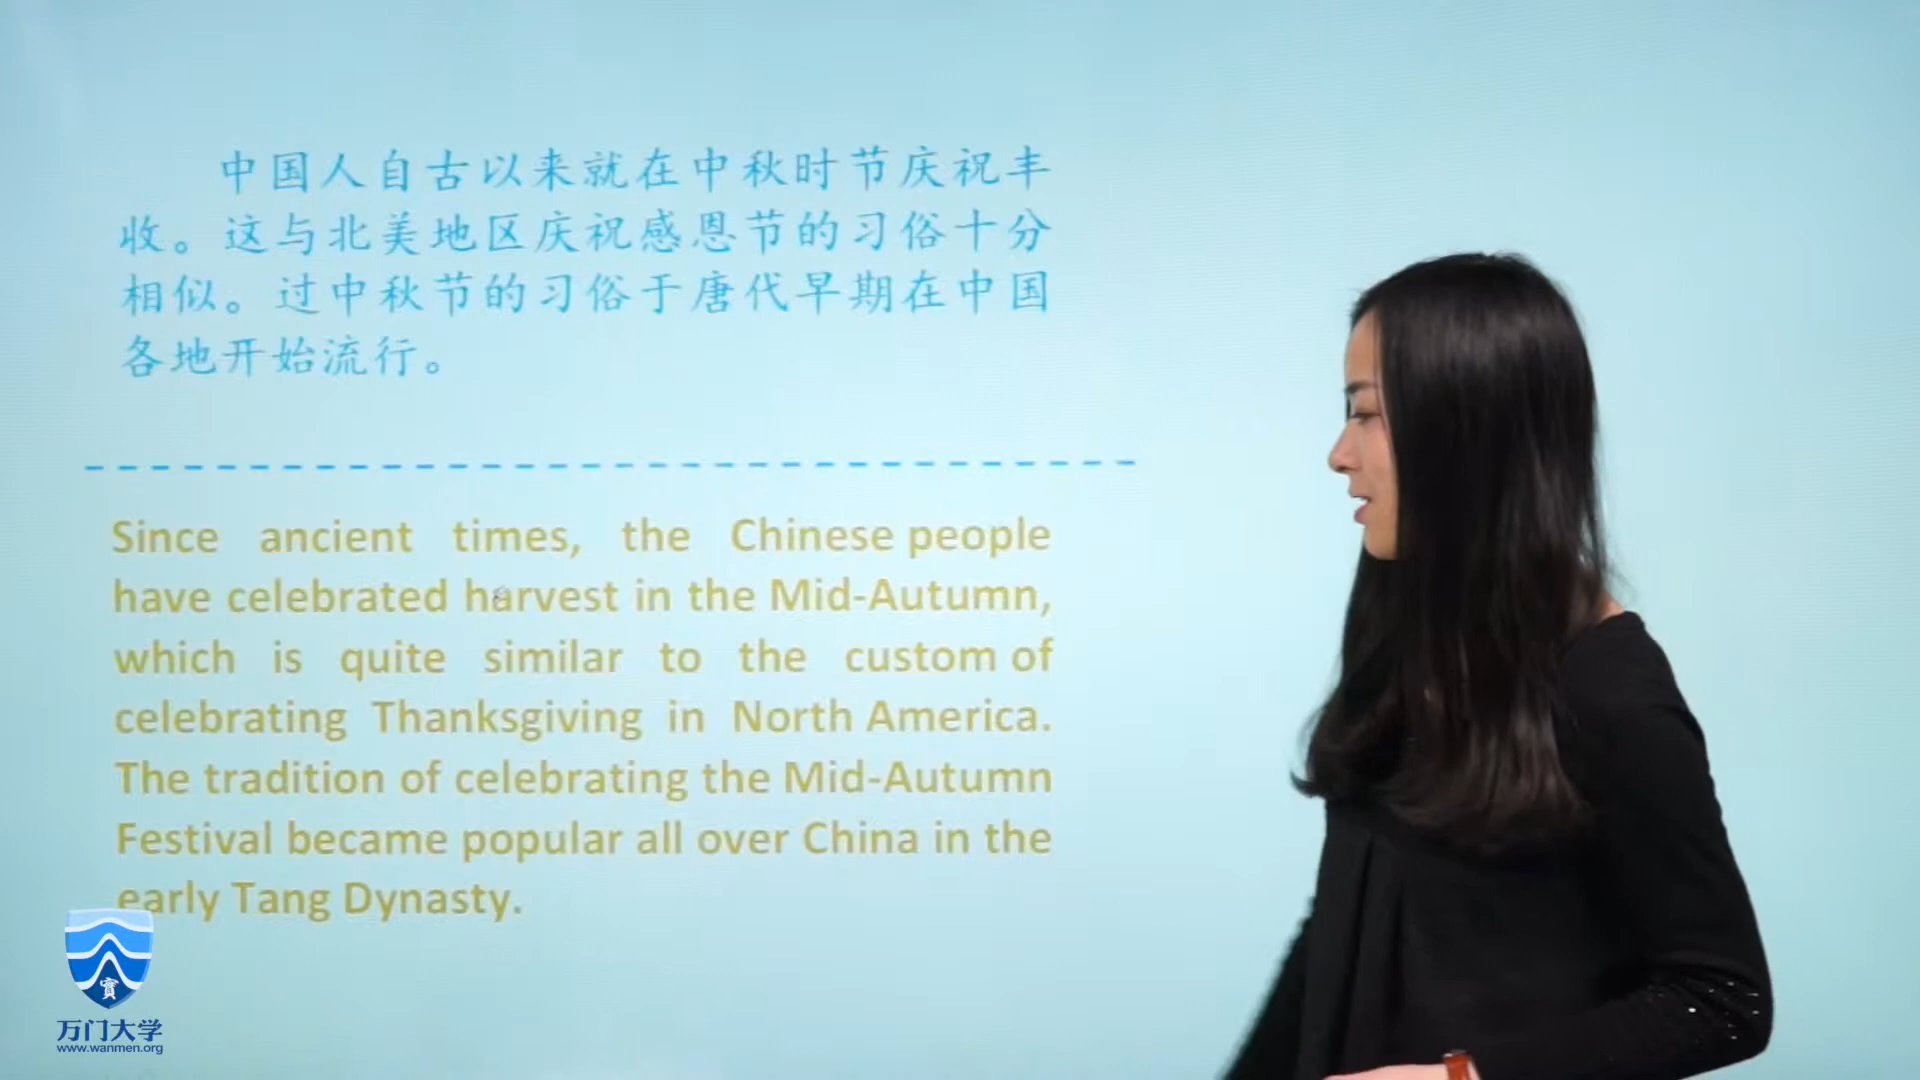 中国人自古以来就在中秋时节庆祝丰
收。这与北美地区庆祝感恩节的习俗十分
相似。过中秋节的习俗于唐代早期在中国
各地开始流行。
Since ancient times, the Chinese people
have celebrated harvest in the Mid-Autumn,
which is quite similar to the custom of
celebrating Thanksgiving in North America.
The tradition of celebrating the Mid-Autumn
Festival became popular all over China in the
early Tang Dynasty.
實
万门大学
www.wanmen.org